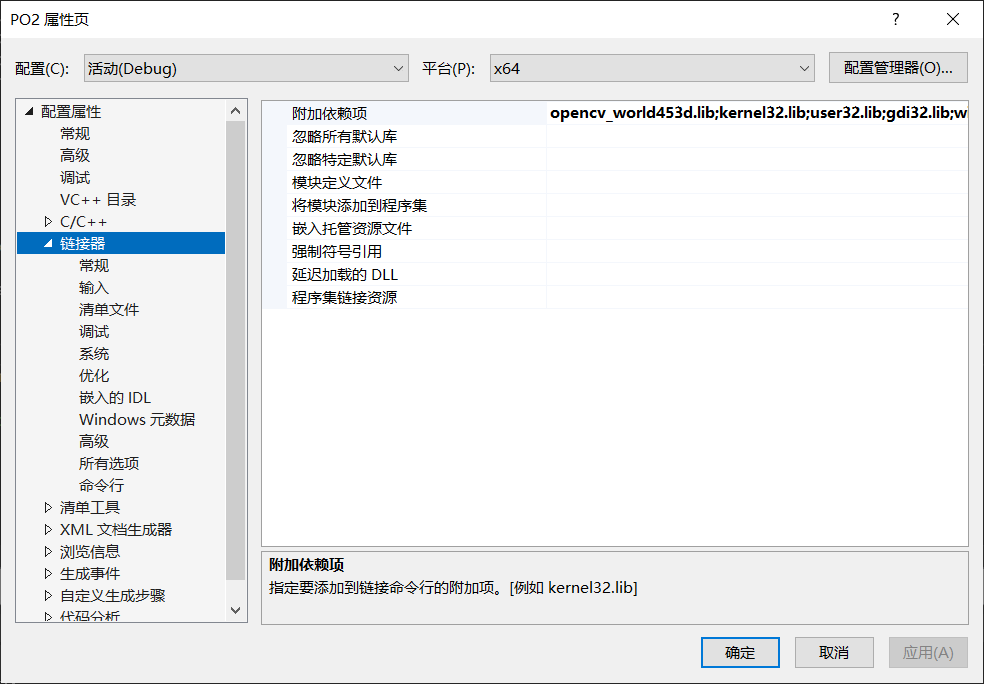 PO2 属性页
?
配置(C):
活动(Debug)
平台(P):
x64
配置管理器(O)...
配置属性
常规
高级
调试
VC++ 目录
C/C++
链接器
常规
输入
清单文件
调试
系统
优化
嵌入的 IDL
Windows 元数据
高级
所有选项
命令行
清单工具
XML 文档生成器
浏览信息
生成事件
自定义生成步骤
代码分析
附加依赖项 opencv_world453d.lib;kernel32.lib;user32.lib;gdi32.lib;w
忽略所有默认库
忽略特定默认库
模块定义文件
将模块添加到程序集
嵌入托管资源文件
强制符号引用
延迟加载的 DLL
程序集链接资源
附加依赖项
指定要添加到链接命令行的附加项。[例如 kernel32.lib]
确定
取消
应用(A)